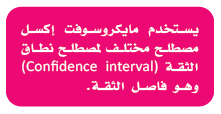 يستخدم مايكروسوفت إكسل
مصطلح مختلف لمصطلح نطاق
الثقة (Confidence interval)
وهو فاصل الثقة.